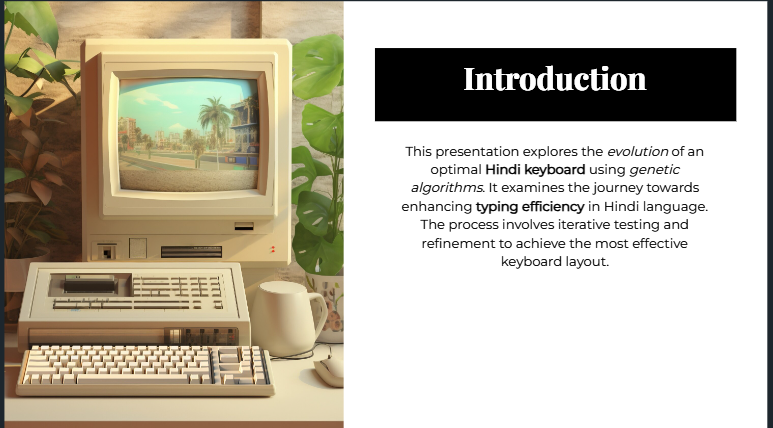 Introduction
This presentation explores the evolution of an
optimal Hindi keyboard using genetic
algorithms. It examines the journey towards
enhancing typing efficiency in Hindi language.
The process involves iterative testing and
refinement to achieve the most effective
keyboard layout.